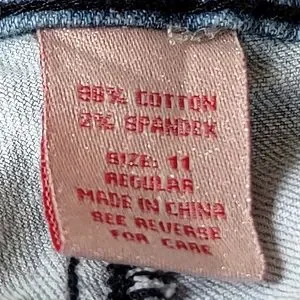 98% COTTON
2% SPANDEX
SIZE: 11
REGULAR
MADE IN CHINA
SEE REVERSE
FOR CARE